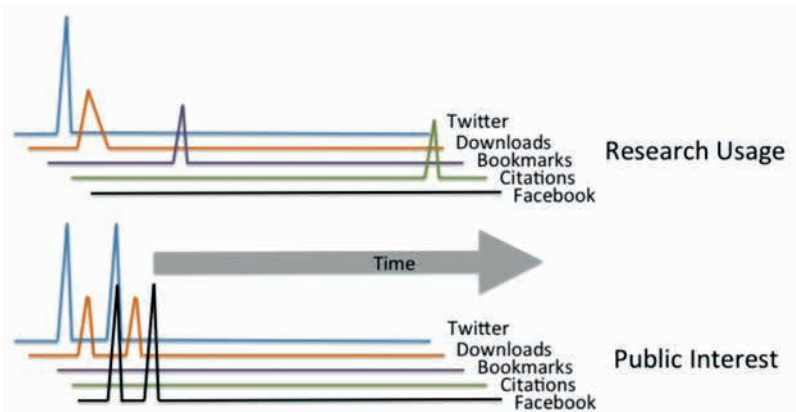 Twitter
Downloads
Bookmarks
Citations
Facebook
Research Usage
Time
Twitter
Downloads
Bookmarks
Citations
Facebook
Public Interest